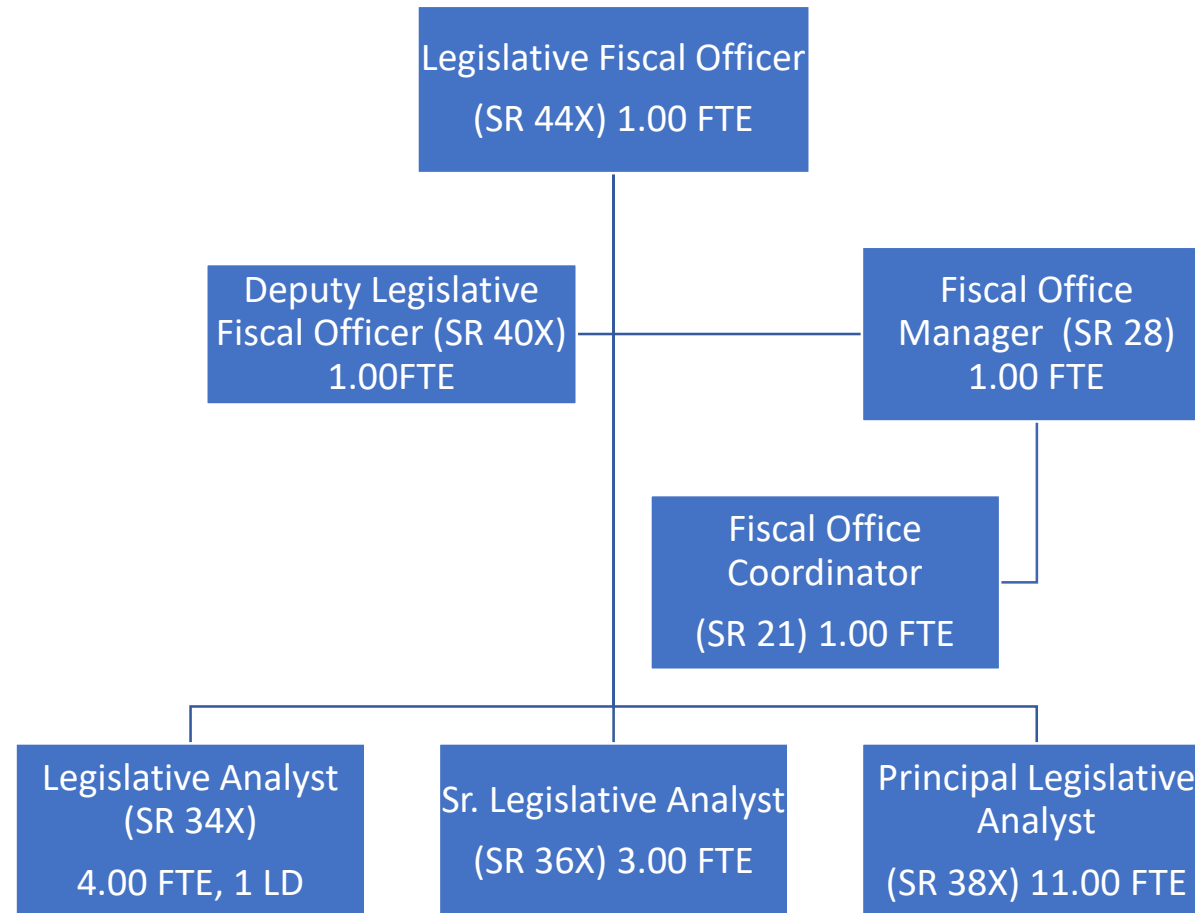 Legislative Fiscal Officer
(SR 44X) 1.00 FTE
Deputy Legislative
Fiscal Officer (SR 40X)
1.00FTE
Fiscal Office
Manager  (SR 28)
1.00 FTE
Fiscal Office
Coordinator
(SR 21) 1.00 FTE
Legislative Analyst
(SR 34X)
4.00 FTE, 1 LD
Sr. Legislative Analyst
(SR 36X) 3.00 FTE
Principal Legislative
Analyst
(SR 38X) 11.00 FTE